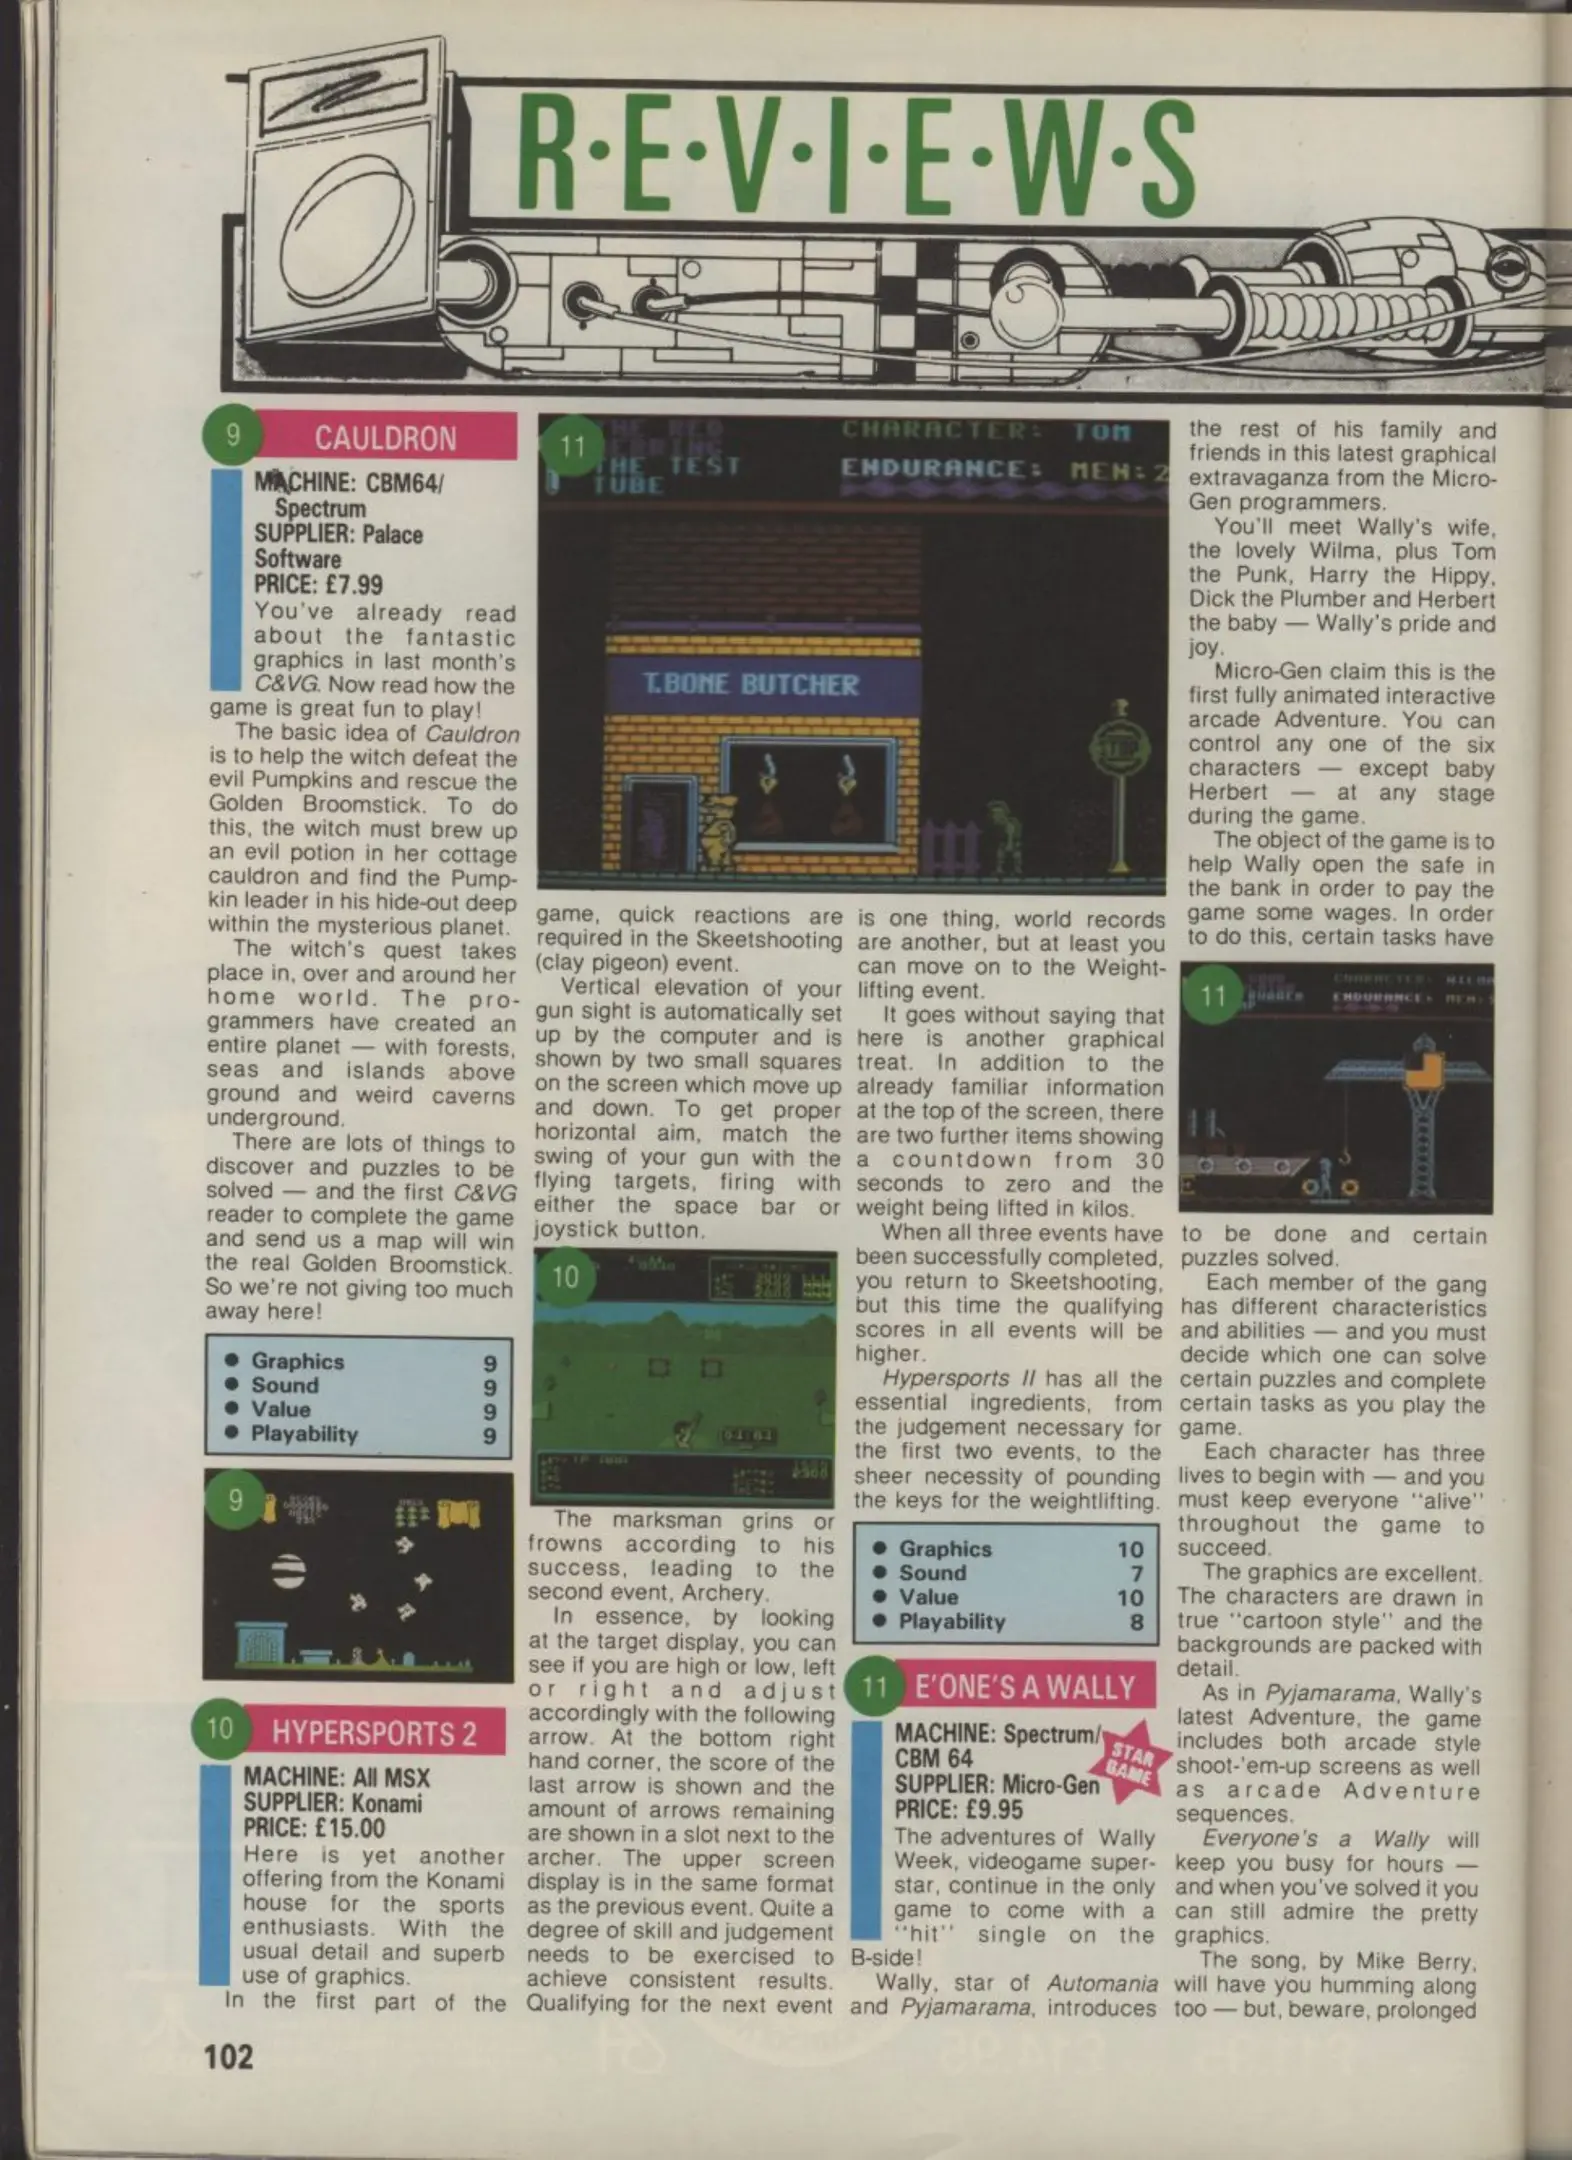 R·E·V·I·E·W·S
9 CAULDRON
MACHINE: CBM64/
Spectrum
SUPPLIER: Palace
Software
PRICE: £7.99
You've already read
about the fantastic
graphics in last month's
C&VG. Now read how the
game is great fun to play!
The basic idea of Cauldron
is to help the witch defeat the
evil Pumpkins and rescue the
Golden Broomstick. To do
this, the witch must brew up
an evil potion in her cottage
cauldron and find the Pump-
kin leader in his hide-out deep
within the mysterious planet.
The witch's quest takes
place in, over and around her
home world. The pro-
grammers have created an
entire planet — with forests,
seas and islands above
ground and weird caverns
underground.
There are lots of things to
discover and puzzles to be
solved — and the first C&VG
reader to complete the game
and send us a map will win
the real Golden Broomstick.
So we're not giving too much
away here!
● Graphics 9
● Sound 9
● Value 9
● Playability 9
9
10 HYPERSPORTS 2
MACHINE: All MSX
SUPPLIER: Konami
PRICE: £15.00
Here is yet another
offering from the Konami
house for the sports
enthusiasts. With the
usual detail and superb
use of graphics.
In the first part of the
11
THE RED
HERRING
THE TEST
TUBE
CHARACTER: TOM
ENDURANCE: MEN:2
T.BONE BUTCHER
STOP
game, quick reactions are
required in the Skeetshooting
(clay pigeon) event.
Vertical elevation of your
gun sight is automatically set
up by the computer and is
shown by two small squares
on the screen which move up
and down. To get proper
horizontal aim, match the
swing of your gun with the
flying targets, firing with
either the space bar or
joystick button.
10
The marksman grins or
frowns according to his
success, leading to the
second event, Archery.
In essence, by looking
at the target display, you can
see if you are high or low, left
or right and adjust
accordingly with the following
arrow. At the bottom right
hand corner, the score of the
last arrow is shown and the
amount of arrows remaining
are shown in a slot next to the
archer. The upper screen
display is in the same format
as the previous event. Quite a
degree of skill and judgement
needs to be exercised to
achieve consistent results.
Qualifying for the next event
is one thing, world records
are another, but at least you
can move on to the Weight-
lifting event.
It goes without saying that
here is another graphical
treat. In addition to the
already familiar information
at the top of the screen, there
are two further items showing
a countdown from 30
seconds to zero and the
weight being lifted in kilos.
When all three events have
been successfully completed,
you return to Skeetshooting,
but this time the qualifying
scores in all events will be
higher.
Hypersports II has all the
essential ingredients, from
the judgement necessary for
the first two events, to the
sheer necessity of pounding
the keys for the weightlifting.
● Graphics 10
● Sound 7
● Value 10
● Playability 8
11 E'ONE'S A WALLY
MACHINE: Spectrum/
CBM 64
SUPPLIER: Micro-Gen
PRICE: £9.95
STAR
GAME
The adventures of Wally
Week, videogame super-
star, continue in the only
game to come with a
"hit" single on the
B-side!
Wally, star of Automania
and Pyjamarama, introduces
the rest of his family and
friends in this latest graphical
extravaganza from the Micro-
Gen programmers.
You'll meet Wally's wife,
the lovely Wilma, plus Tom
the Punk, Harry the Hippy,
Dick the Plumber and Herbert
the baby — Wally's pride and
joy.
Micro-Gen claim this is the
first fully animated interactive
arcade Adventure. You can
control any one of the six
characters — except baby
Herbert — at any stage
during the game.
The object of the game is to
help Wally open the safe in
the bank in order to pay the
game some wages. In order
to do this, certain tasks have
11
CHARACTER: WILMA
ENDURANCE: MEN:
to be done and certain
puzzles solved.
Each member of the gang
has different characteristics
and abilities — and you must
decide which one can solve
certain puzzles and complete
certain tasks as you play the
game.
Each character has three
lives to begin with — and you
must keep everyone "alive"
throughout the game to
succeed.
The graphics are excellent.
The characters are drawn in
true "cartoon style" and the
backgrounds are packed with
detail.
As in Pyjamarama, Wally's
latest Adventure, the game
includes both arcade style
shoot-'em-up screens as well
as arcade Adventure
sequences.
Everyone's a Wally will
keep you busy for hours —
and when you've solved it you
can still admire the pretty
graphics.
The song, by Mike Berry,
will have you humming along
too — but, beware, prolonged
102